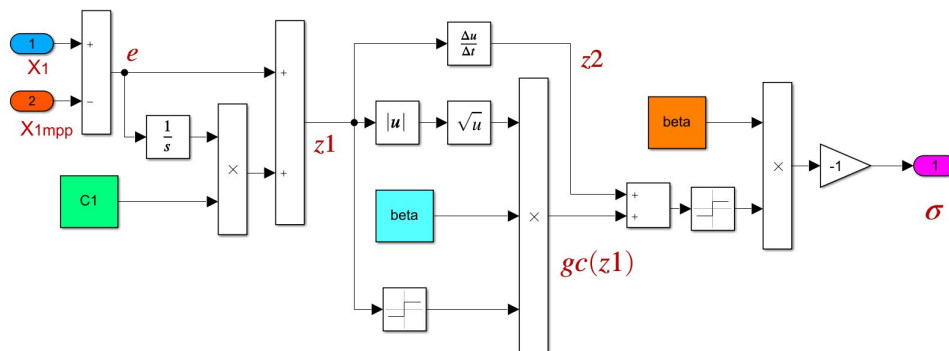 1
X1
2
X1mpp
+
−
e
1
s
×
C1
+
+
z1
Δu
Δt
|u|
√u
beta
×
z2
gc(z1)
+
+
beta
×
-1
1
σ